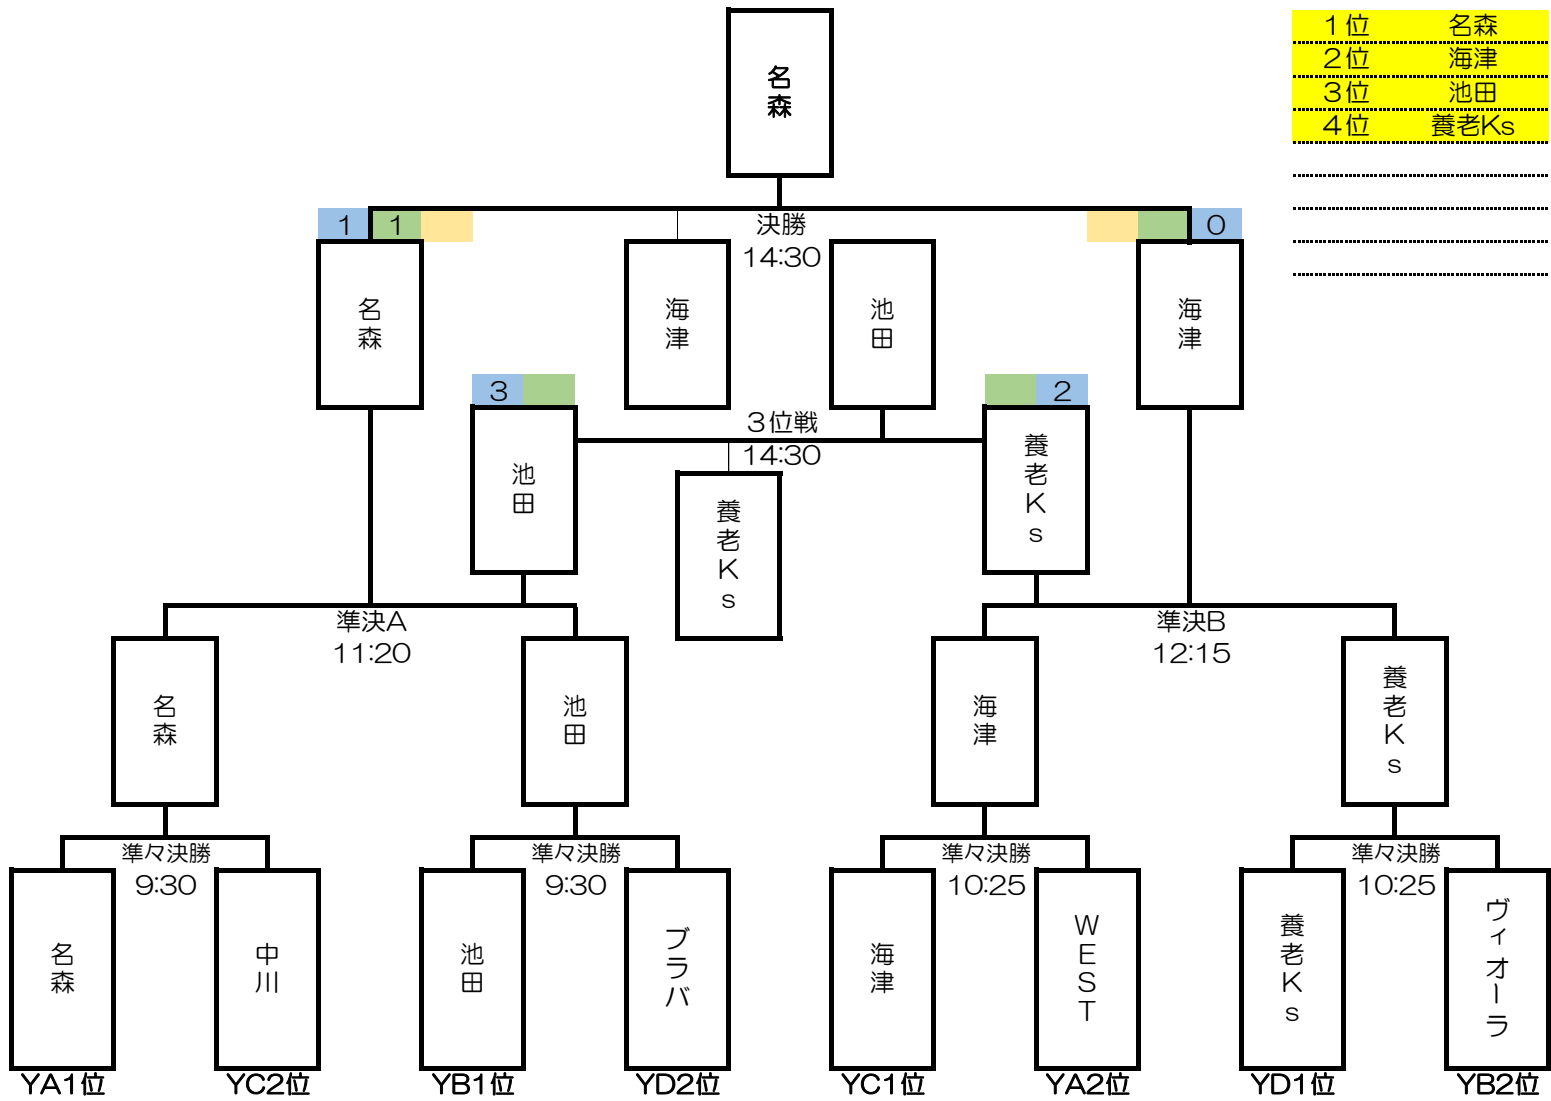 名森
1位 名森
2位 海津
3位 池田
4位 養老Ks
1 1 0
決勝
14:30
名森
海津
池田
海津
3 2
3位戦
14:30
池田
養老Ks
養老Ks
準決A
11:20
準決B
12:15
名森
池田
海津
養老Ks
準々決勝
9:30
準々決勝
9:30
準々決勝
10:25
準々決勝
10:25
名森
中川
池田
ブラバ
海津
WEST
養老Ks
ヴィオーラ
YA1位 YC2位 YB1位 YD2位 YC1位 YA2位 YD1位 YB2位